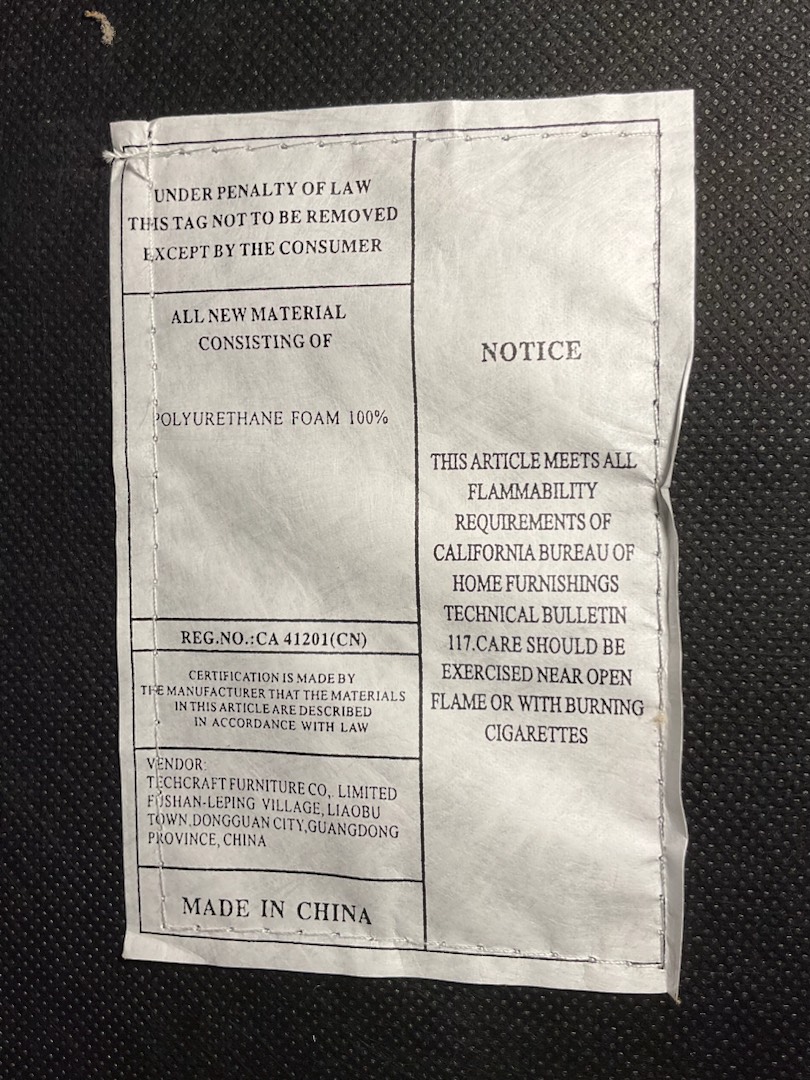 UNDER PENALTY OF LAW
THIS TAG NOT TO BE REMOVED
EXCEPT BY THE CONSUMER
ALL NEW MATERIAL
CONSISTING OF
POLYURETHANE FOAM 100%
REG.NO.:CA 41201(CN)
CERTIFICATION IS MADE BY
THE MANUFACTURER THAT THE MATERIALS
IN THIS ARTICLE ARE DESCRIBED
IN ACCORDANCE WITH LAW
VENDOR:
TECHCRAFT FURNITURE CO,. LIMITED
FUSHAN-LEPING VILLAGE, LIAOBU
TOWN,DONGGUAN CITY,GUANGDONG
PROVINCE, CHINA
MADE IN CHINA
NOTICE
THIS ARTICLE MEETS ALL
FLAMMABILITY
REQUIREMENTS OF
CALIFORNIA BUREAU OF
HOME FURNISHINGS
TECHNICAL BULLETIN
117.CARE SHOULD BE
EXERCISED NEAR OPEN
FLAME OR WITH BURNING
CIGARETTES